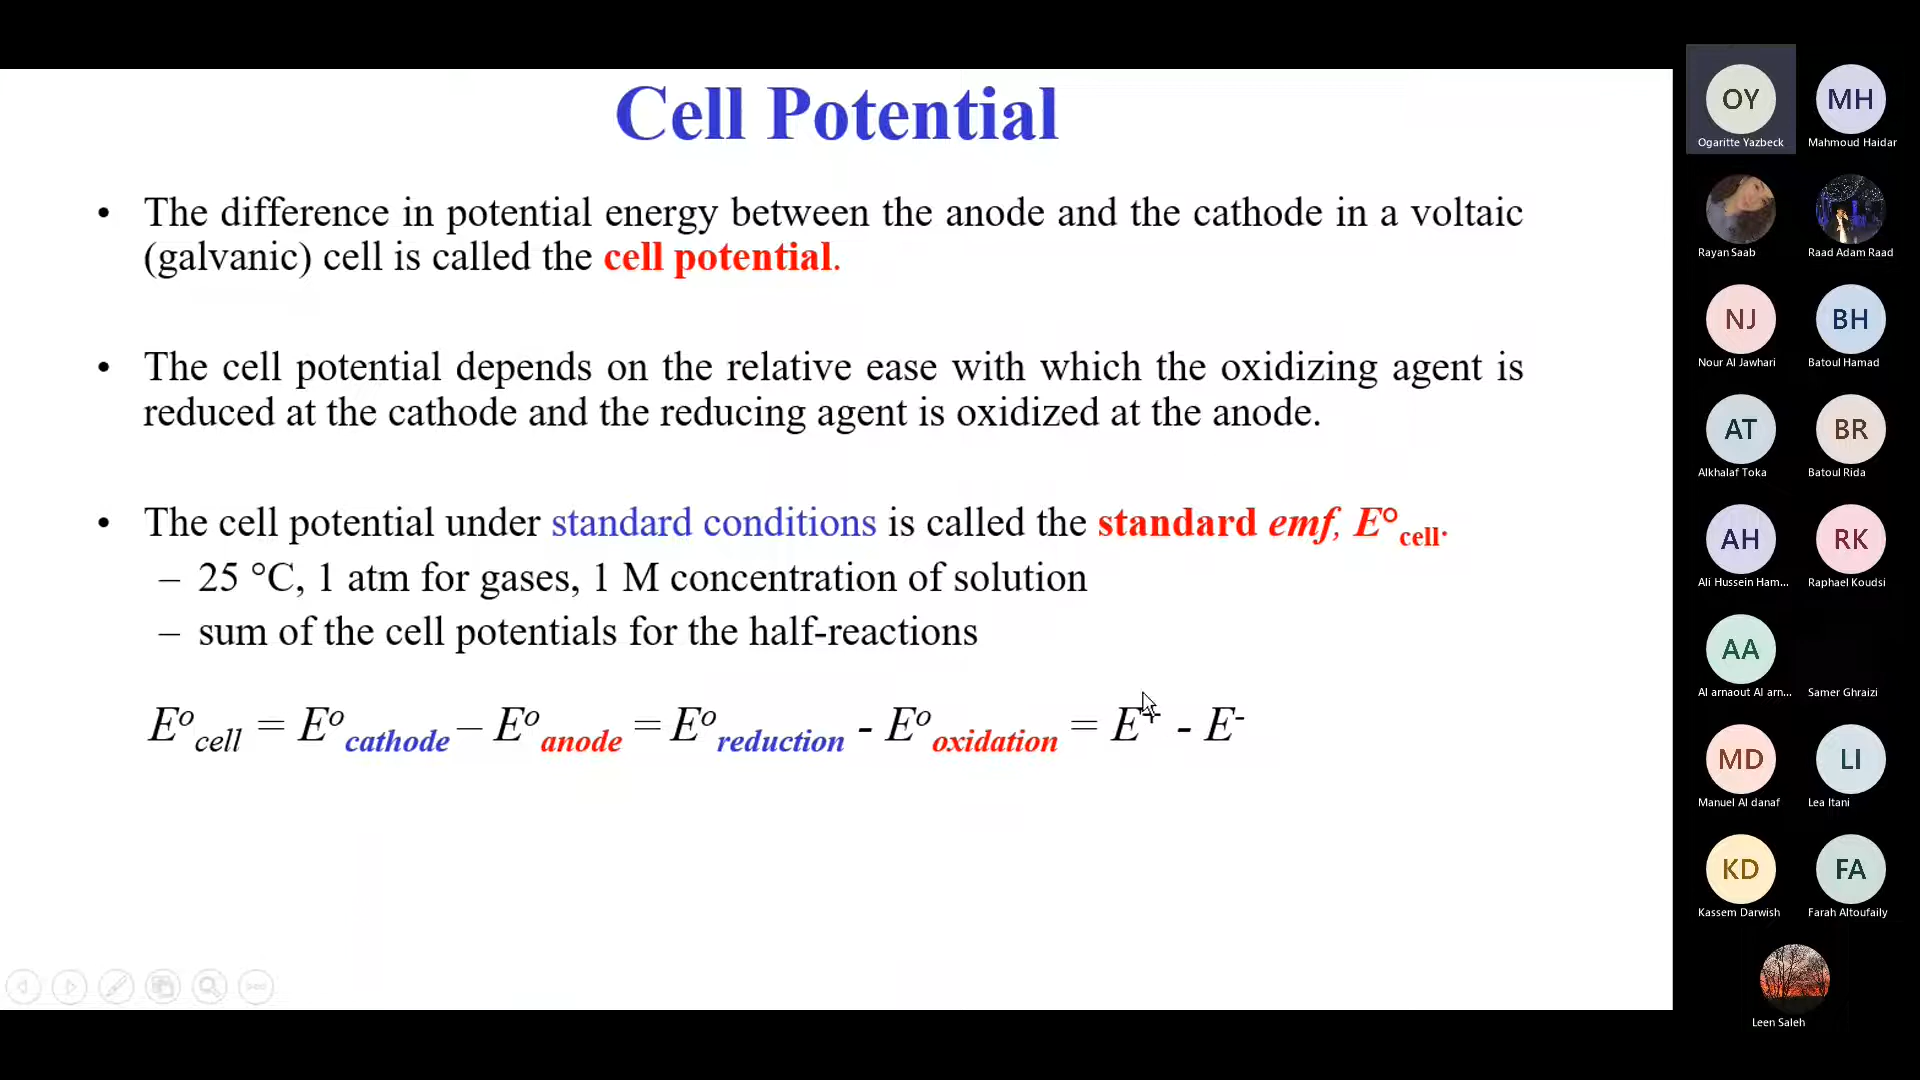 Cell Potential
• The difference in potential energy between the anode and the cathode in a voltaic
(galvanic) cell is called the cell potential.
• The cell potential depends on the relative ease with which the oxidizing agent is
reduced at the cathode and the reducing agent is oxidized at the anode.
• The cell potential under standard conditions is called the standard emf, E°cell.
– 25 °C, 1 atm for gases, 1 M concentration of solution
– sum of the cell potentials for the half-reactions
Eºcell = Eºcathode – Eºanode = Eºreduction - Eºoxidation = E+ - E-
OY MH
Ogaritte Yazbeck Mahmoud Haidar
Rayan Saab Raad Adam Raad
NJ BH
Nour Al Jawhari Batoul Hamad
AT BR
Alkhalaf Toka Batoul Rida
AH RK
Ali Hussein Ham... Raphael Koudsi
AA
Al arnaout Al arn... Samer Ghraizi
MD LI
Manuel Al danaf Lea Itani
KD FA
Kassem Darwish Farah Altoufaily
Leen Saleh